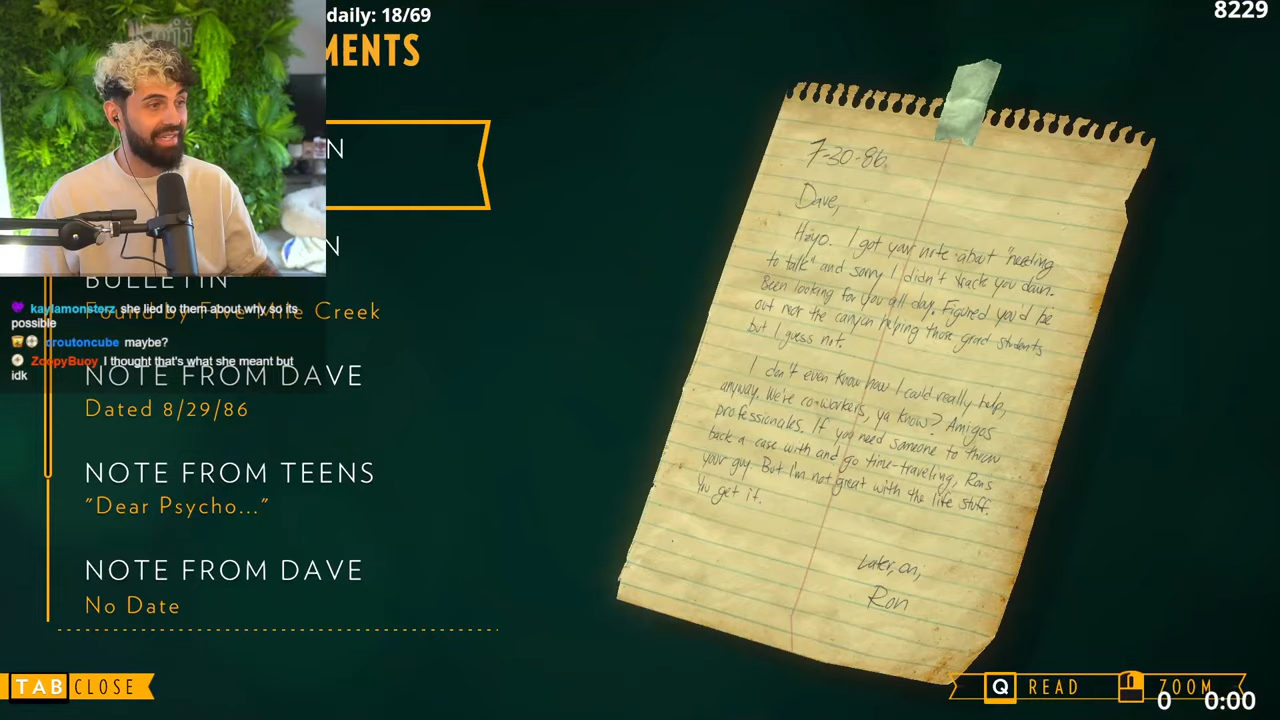 daily: 18/69
8229
MENTS
N
N
BULLETIN
Found by Five Mile Creek
kaylamonsterz she lied to them about why so its
possible
croutoncube maybe?
ZoopyBuoy I thought that's what she meant but
idk
NOTE FROM DAVE
Dated 8/29/86
NOTE FROM TEENS
"Dear Psycho..."
NOTE FROM DAVE
No Date
TAB CLOSE
7-30-86
Dave,
Hiyo. I got your note about "needing
to talk" and sorry I didn't track you down.
Been looking for you all day. Figured you'd be
out near the canyon helping those grad students
but I guess not.
I don't even know how I could really help,
anyway. We're co-workers, ya know? Amigos
professionales. If you need someone to throw
back a case with and go time-traveling, Rons
your guy. But I'm not great with the life stuff.
You get it.
Later, on,
Ron
Q READ
ZOOM
0 0:00